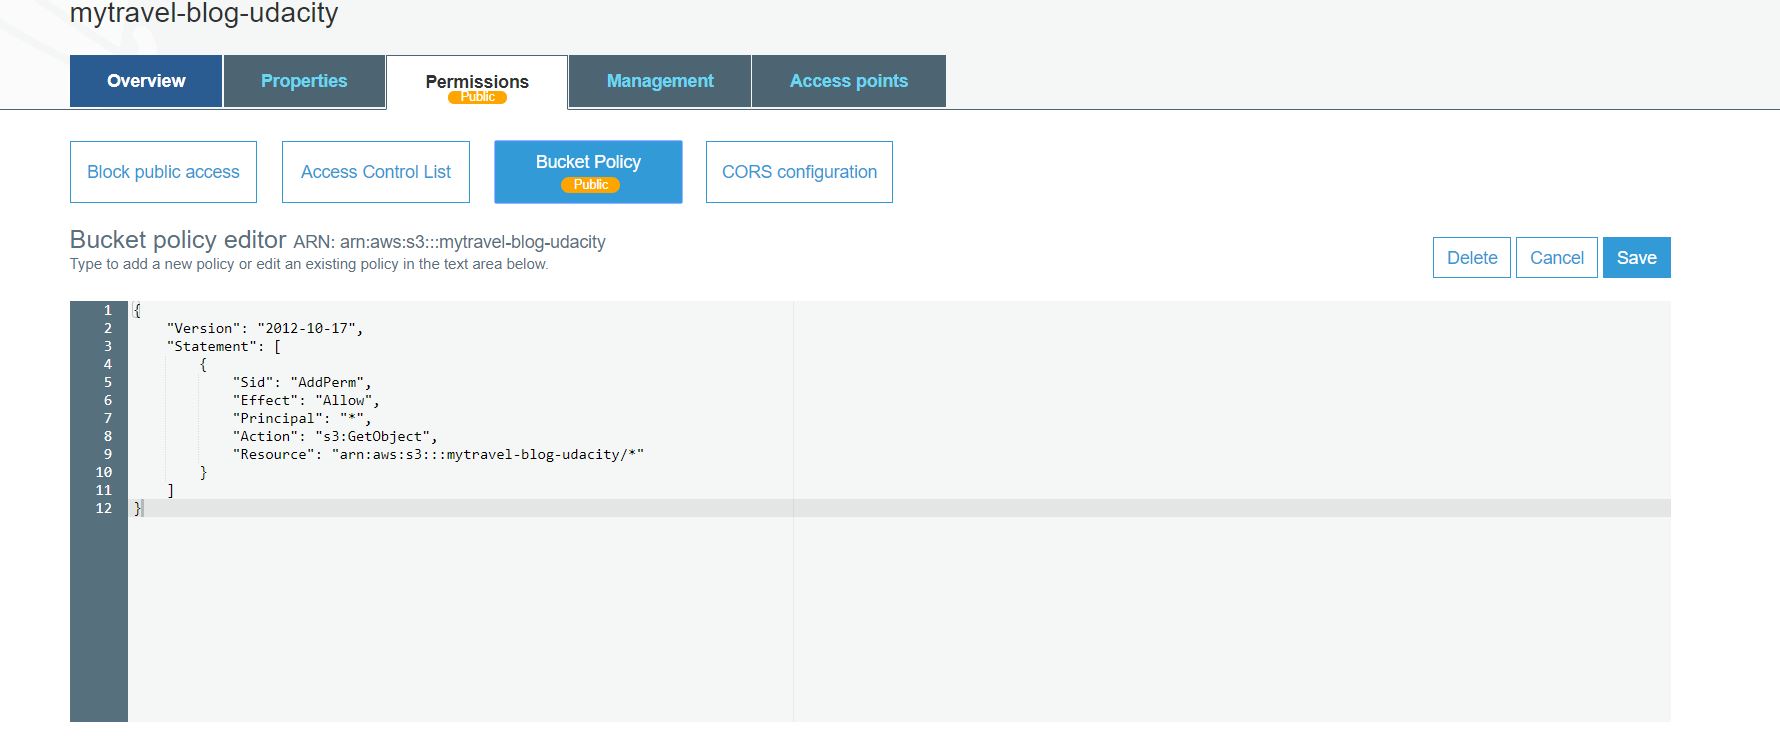 mytravel-blog-udacity
Overview
Properties
Permissions
Public
Management
Access points
Block public access
Access Control List
Bucket Policy
Public
CORS configuration
Bucket policy editor ARN: arn:aws:s3:::mytravel-blog-udacity
Type to add a new policy or edit an existing policy in the text area below.
Delete
Cancel
Save
1 {
2 "Version": "2012-10-17",
3 "Statement": [
4 {
5 "Sid": "AddPerm",
6 "Effect": "Allow",
7 "Principal": "*",
8 "Action": "s3:GetObject",
9 "Resource": "arn:aws:s3:::mytravel-blog-udacity/*"
10 }
11 ]
12 }